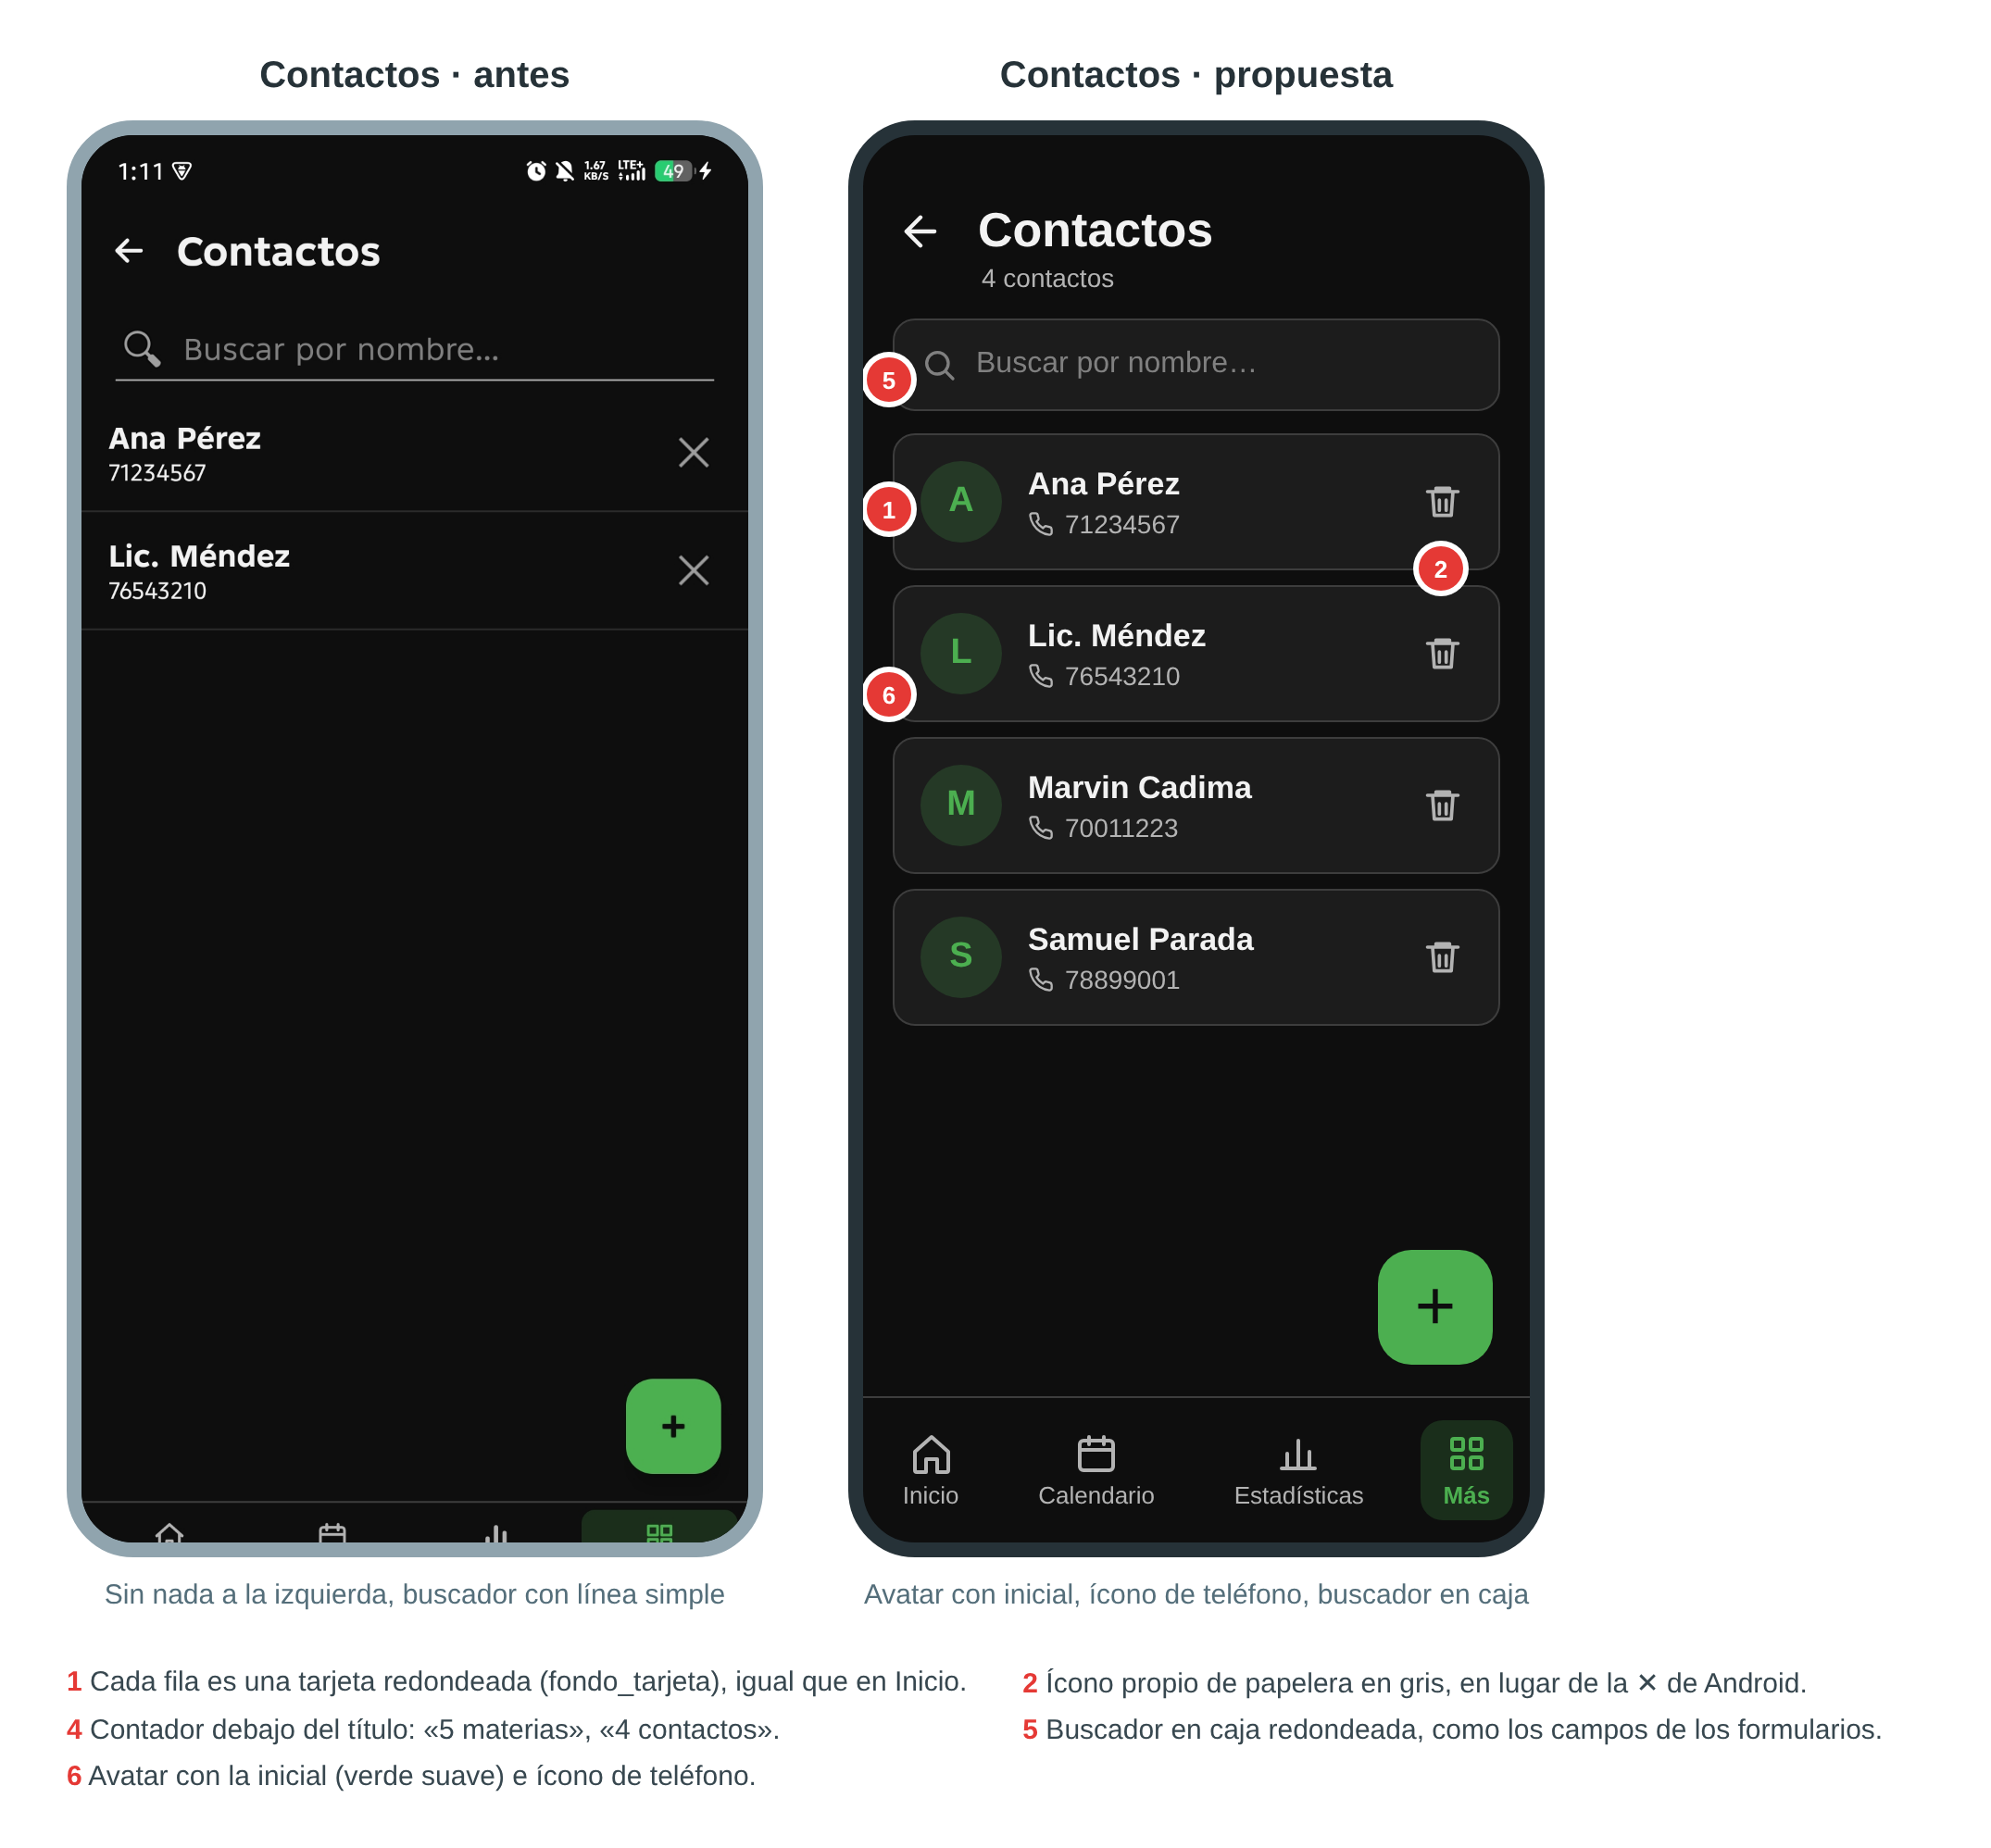 Contactos · antes
1:11
1.67
KB/S
LTE+
49
Contactos
Buscar por nombre...
Ana Pérez
71234567
Lic. Méndez
76543210
Sin nada a la izquierda, buscador con línea simple
Contactos · propuesta
Contactos
4 contactos
5
Buscar por nombre…
1
A
Ana Pérez
71234567
2
L
Lic. Méndez
76543210
6
M
Marvin Cadima
70011223
S
Samuel Parada
78899001
Inicio
Calendario
Estadísticas
Más
Avatar con inicial, ícono de teléfono, buscador en caja
1 Cada fila es una tarjeta redondeada (fondo_tarjeta), igual que en Inicio.
2 Ícono propio de papelera en gris, en lugar de la ✕ de Android.
4 Contador debajo del título: «5 materias», «4 contactos».
5 Buscador en caja redondeada, como los campos de los formularios.
6 Avatar con la inicial (verde suave) e ícono de teléfono.